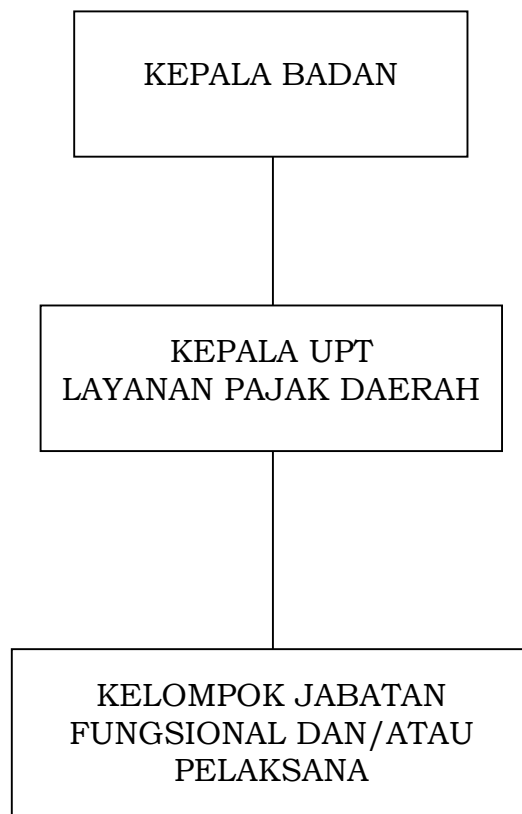 KEPALA BADAN
KEPALA UPT
LAYANAN PAJAK DAERAH
KELOMPOK JABATAN
FUNGSIONAL DAN/ATAU
PELAKSANA